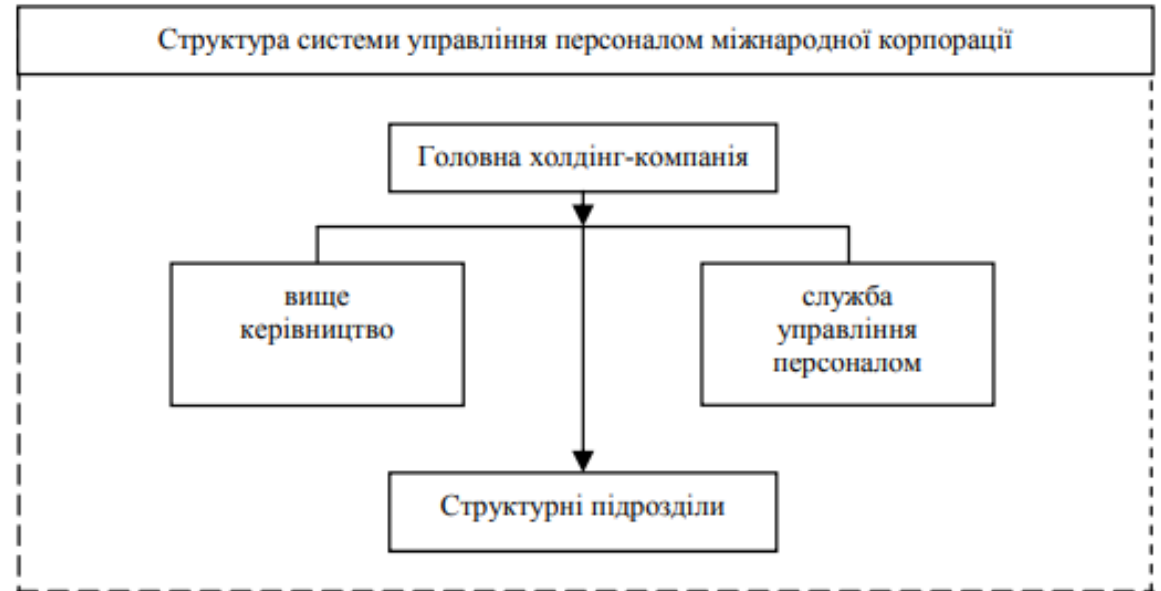 Структура системи управління персоналом міжнародної корпорації
Головна холдінг-компанія
вище
керівництво
служба
управління
персоналом
Структурні підрозділи